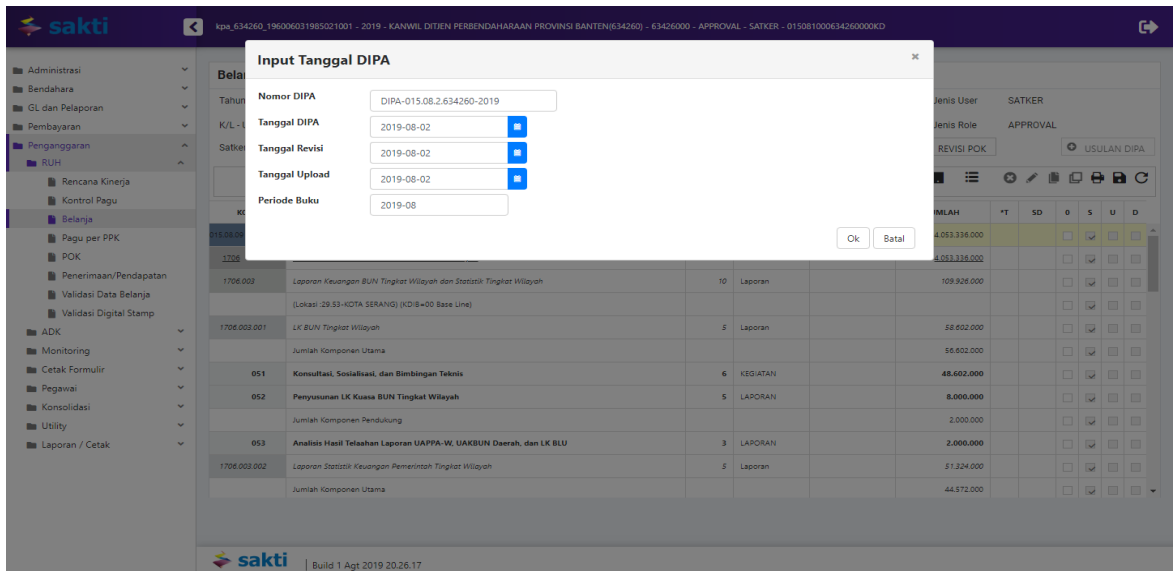 sakti
kpa_634260_196006031985021001 - 2019 - KANWIL DITJEN PERBENDAHARAAN PROVINSI BANTEN(634260) - 63426000 - APPROVAL - SATKER - 015081000634260000KD
Administrasi
Bendahara
GL dan Pelaporan
Pembayaran
Penganggaran
RUH
Rencana Kinerja
Kontrol Pagu
Belanja
Pagu per PPK
POK
Penerimaan/Pendapatan
Validasi Data Belanja
Validasi Digital Stamp
ADK
Monitoring
Cetak Formulir
Pegawai
Konsolidasi
Utility
Laporan / Cetak
Input Tanggal DIPA ×
Nomor DIPA DIPA-015.08.2.634260-2019
Tanggal DIPA 2019-08-02
Tanggal Revisi 2019-08-02
Tanggal Upload 2019-08-02
Periode Buku 2019-08
Ok Batal
Belan
Tahun Jenis User SATKER
K/L - U Jenis Role APPROVAL
Satker REVISI POK USULAN DIPA
KO UMLAH *T SD 0 S U D
015.08.09 4.053.336.000
1706 4.053.336.000
1706.003 Laporan Keuangan BUN Tingkat Wilayah dan Statistik Tingkat Wilayah 10 Laporan 109.926.000
(Lokasi :29.53-KOTA SERANG) (KDIB=00 Base Line)
1706.003.001 LK BUN Tingkat Wilayah 5 Laporan 58.602.000
Jumlah Komponen Utama 56.602.000
051 Konsultasi, Sosialisasi, dan Bimbingan Teknis 6 KEGIATAN 48.602.000
052 Penyusunan LK Kuasa BUN Tingkat Wilayah 5 LAPORAN 8.000.000
Jumlah Komponen Pendukung 2.000.000
053 Analisis Hasil Telaahan Laporan UAPPA-W, UAKBUN Daerah, dan LK BLU 3 LAPORAN 2.000.000
1706.003.002 Laporan Statistik Keuangan Pemerintah Tingkat Wilayah 5 Laporan 51.324.000
Jumlah Komponen Utama 44.572.000
sakti | Build 1 Agt 2019 20.26.17